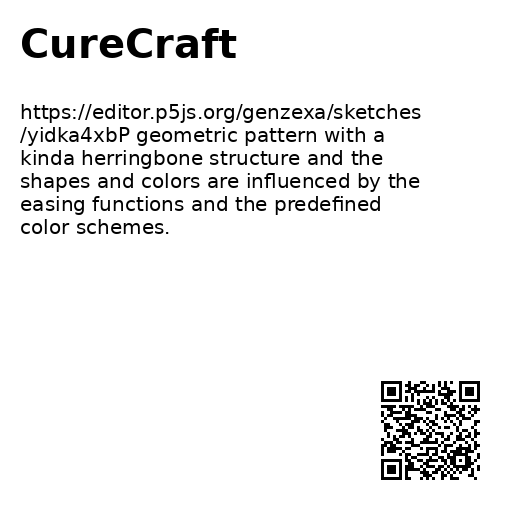 CureCraft
https://editor.p5js.org/genzexa/sketches
/yidka4xbP geometric pattern with a
kinda herringbone structure and the
shapes and colors are influenced by the
easing functions and the predefined
color schemes.